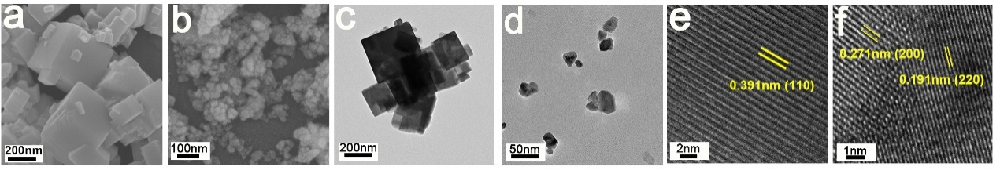 a
b
c
d
e
f
200nm
100nm
200nm
50nm
0.391nm (110)
2nm
0.271nm (200)
0.191nm (220)
1nm